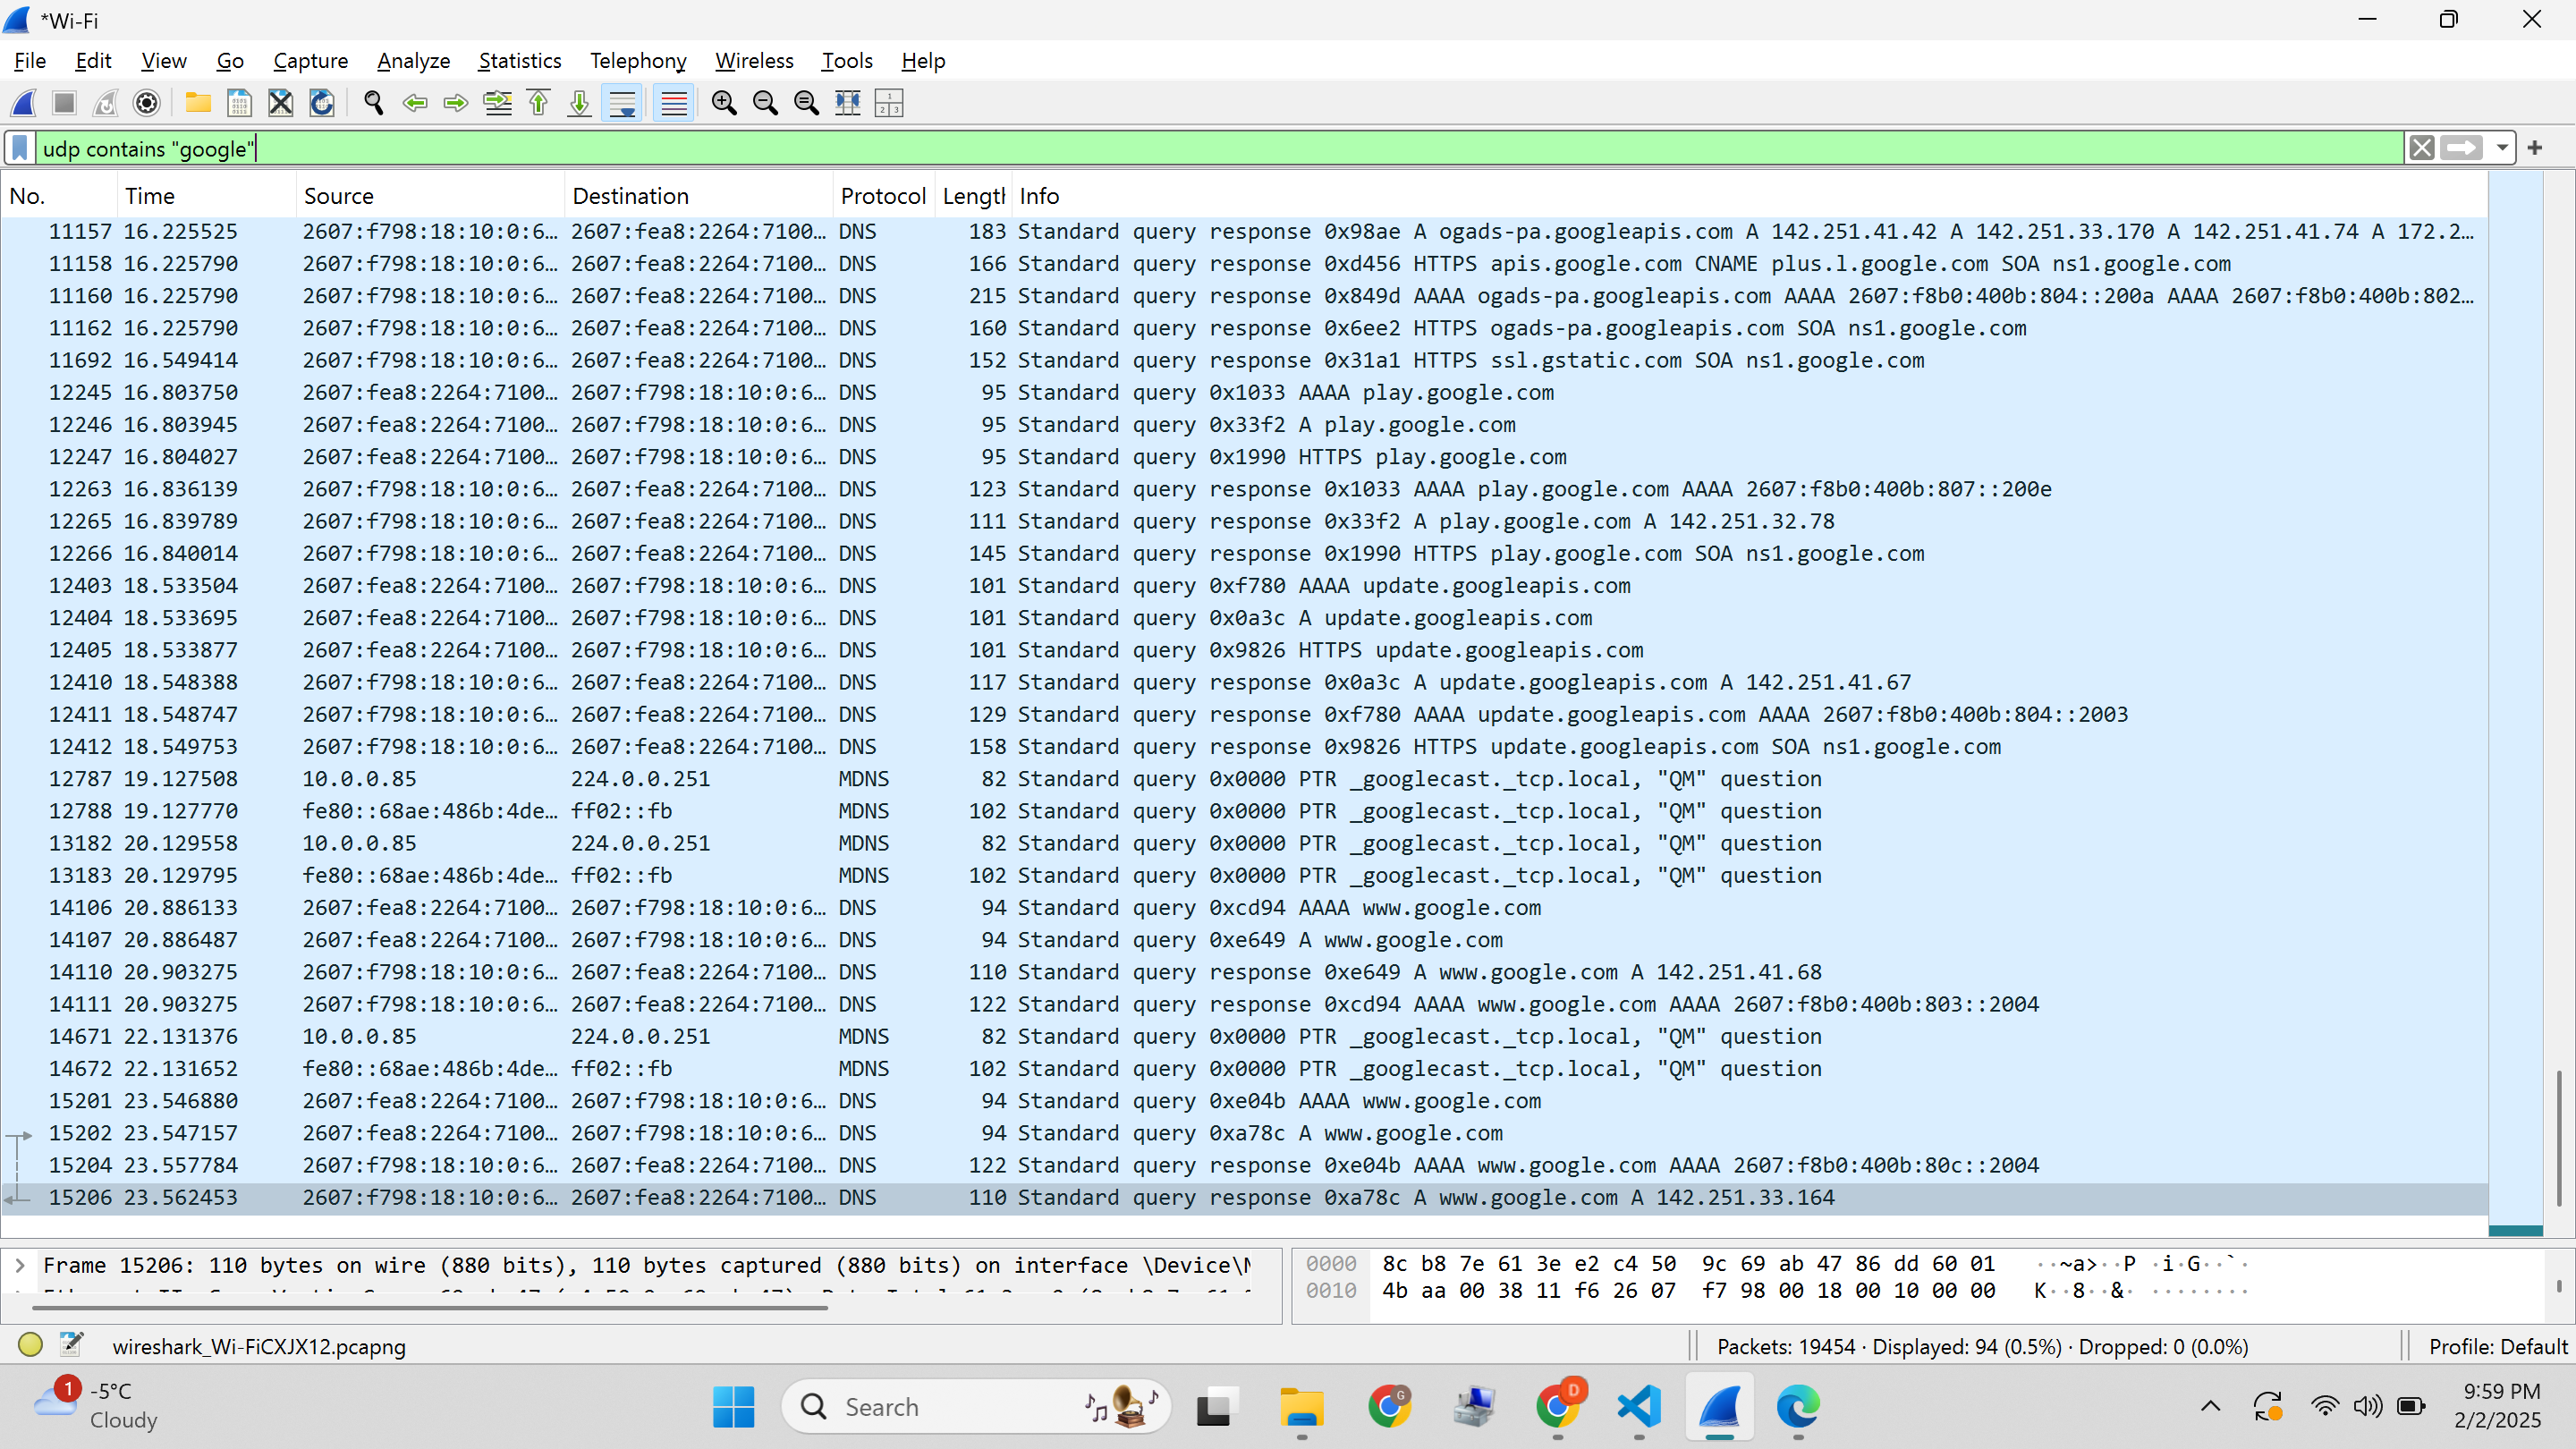 *Wi-Fi
File Edit View Go Capture Analyze Statistics Telephony Wireless Tools Help
udp contains "google"
No. Time Source Destination Protocol Length Info
11157 16.225525 2607:f798:18:10:0:6… 2607:fea8:2264:7100… DNS 183 Standard query response 0x98ae A ogads-pa.googleapis.com A 142.251.41.42 A 142.251.33.170 A 142.251.41.74 A 172.2…
11158 16.225790 2607:f798:18:10:0:6… 2607:fea8:2264:7100… DNS 166 Standard query response 0xd456 HTTPS apis.google.com CNAME plus.l.google.com SOA ns1.google.com
11160 16.225790 2607:f798:18:10:0:6… 2607:fea8:2264:7100… DNS 215 Standard query response 0x849d AAAA ogads-pa.googleapis.com AAAA 2607:f8b0:400b:804::200a AAAA 2607:f8b0:400b:802…
11162 16.225790 2607:f798:18:10:0:6… 2607:fea8:2264:7100… DNS 160 Standard query response 0x6ee2 HTTPS ogads-pa.googleapis.com SOA ns1.google.com
11692 16.549414 2607:f798:18:10:0:6… 2607:fea8:2264:7100… DNS 152 Standard query response 0x31a1 HTTPS ssl.gstatic.com SOA ns1.google.com
12245 16.803750 2607:fea8:2264:7100… 2607:f798:18:10:0:6… DNS 95 Standard query 0x1033 AAAA play.google.com
12246 16.803945 2607:fea8:2264:7100… 2607:f798:18:10:0:6… DNS 95 Standard query 0x33f2 A play.google.com
12247 16.804027 2607:fea8:2264:7100… 2607:f798:18:10:0:6… DNS 95 Standard query 0x1990 HTTPS play.google.com
12263 16.836139 2607:f798:18:10:0:6… 2607:fea8:2264:7100… DNS 123 Standard query response 0x1033 AAAA play.google.com AAAA 2607:f8b0:400b:807::200e
12265 16.839789 2607:f798:18:10:0:6… 2607:fea8:2264:7100… DNS 111 Standard query response 0x33f2 A play.google.com A 142.251.32.78
12266 16.840014 2607:f798:18:10:0:6… 2607:fea8:2264:7100… DNS 145 Standard query response 0x1990 HTTPS play.google.com SOA ns1.google.com
12403 18.533504 2607:fea8:2264:7100… 2607:f798:18:10:0:6… DNS 101 Standard query 0xf780 AAAA update.googleapis.com
12404 18.533695 2607:fea8:2264:7100… 2607:f798:18:10:0:6… DNS 101 Standard query 0x0a3c A update.googleapis.com
12405 18.533877 2607:fea8:2264:7100… 2607:f798:18:10:0:6… DNS 101 Standard query 0x9826 HTTPS update.googleapis.com
12410 18.548388 2607:f798:18:10:0:6… 2607:fea8:2264:7100… DNS 117 Standard query response 0x0a3c A update.googleapis.com A 142.251.41.67
12411 18.548747 2607:f798:18:10:0:6… 2607:fea8:2264:7100… DNS 129 Standard query response 0xf780 AAAA update.googleapis.com AAAA 2607:f8b0:400b:804::2003
12412 18.549753 2607:f798:18:10:0:6… 2607:fea8:2264:7100… DNS 158 Standard query response 0x9826 HTTPS update.googleapis.com SOA ns1.google.com
12787 19.127508 10.0.0.85 224.0.0.251 MDNS 82 Standard query 0x0000 PTR _googlecast._tcp.local, "QM" question
12788 19.127770 fe80::68ae:486b:4de… ff02::fb MDNS 102 Standard query 0x0000 PTR _googlecast._tcp.local, "QM" question
13182 20.129558 10.0.0.85 224.0.0.251 MDNS 82 Standard query 0x0000 PTR _googlecast._tcp.local, "QM" question
13183 20.129795 fe80::68ae:486b:4de… ff02::fb MDNS 102 Standard query 0x0000 PTR _googlecast._tcp.local, "QM" question
14106 20.886133 2607:fea8:2264:7100… 2607:f798:18:10:0:6… DNS 94 Standard query 0xcd94 AAAA www.google.com
14107 20.886487 2607:fea8:2264:7100… 2607:f798:18:10:0:6… DNS 94 Standard query 0xe649 A www.google.com
14110 20.903275 2607:f798:18:10:0:6… 2607:fea8:2264:7100… DNS 110 Standard query response 0xe649 A www.google.com A 142.251.41.68
14111 20.903275 2607:f798:18:10:0:6… 2607:fea8:2264:7100… DNS 122 Standard query response 0xcd94 AAAA www.google.com AAAA 2607:f8b0:400b:803::2004
14671 22.131376 10.0.0.85 224.0.0.251 MDNS 82 Standard query 0x0000 PTR _googlecast._tcp.local, "QM" question
14672 22.131652 fe80::68ae:486b:4de… ff02::fb MDNS 102 Standard query 0x0000 PTR _googlecast._tcp.local, "QM" question
15201 23.546880 2607:fea8:2264:7100… 2607:f798:18:10:0:6… DNS 94 Standard query 0xe04b AAAA www.google.com
15202 23.547157 2607:fea8:2264:7100… 2607:f798:18:10:0:6… DNS 94 Standard query 0xa78c A www.google.com
15204 23.557784 2607:f798:18:10:0:6… 2607:fea8:2264:7100… DNS 122 Standard query response 0xe04b AAAA www.google.com AAAA 2607:f8b0:400b:80c::2004
15206 23.562453 2607:f798:18:10:0:6… 2607:fea8:2264:7100… DNS 110 Standard query response 0xa78c A www.google.com A 142.251.33.164
Frame 15206: 110 bytes on wire (880 bits), 110 bytes captured (880 bits) on interface \Device\N
0000 8c b8 7e 61 3e e2 c4 50 9c 69 ab 47 86 dd 60 01 ··~a>··P ·i·G··`·
0010 4b aa 00 38 11 f6 26 07 f7 98 00 18 00 10 00 00 K··8··&· ········
wireshark_Wi-FiCXJX12.pcapng
Packets: 19454 · Displayed: 94 (0.5%) · Dropped: 0 (0.0%)
Profile: Default
1
-5°C
Cloudy
Search
G
D
9:59 PM
2/2/2025